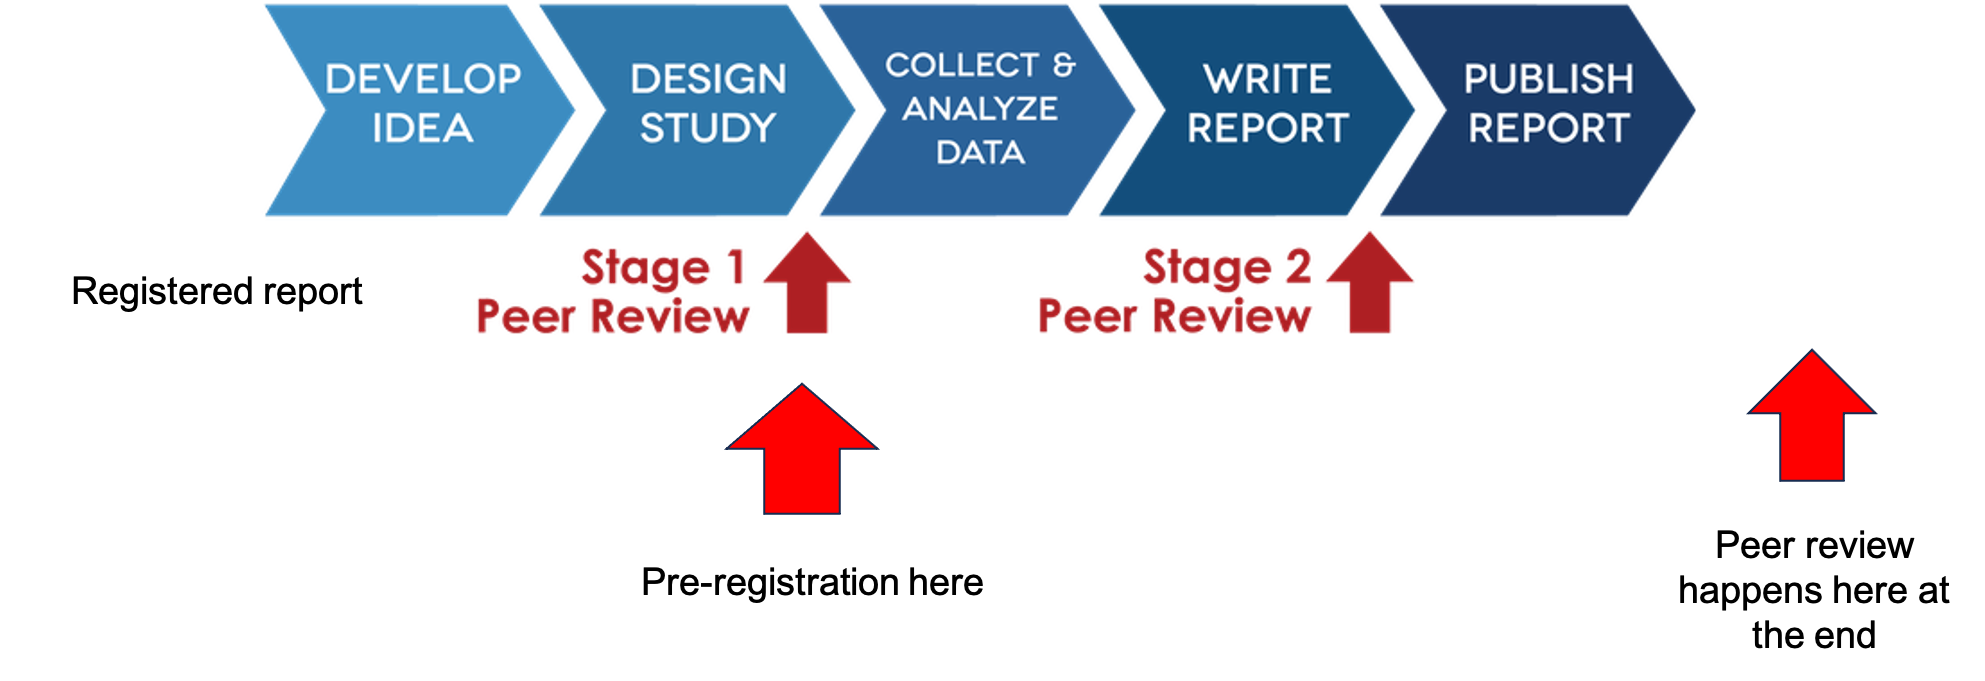 DEVELOP
IDEA
DESIGN
STUDY
COLLECT &
ANALYZE
DATA
WRITE
REPORT
PUBLISH
REPORT
Registered report
Stage 1
Peer Review
Stage 2
Peer Review
Pre-registration here
Peer review
happens here at
the end